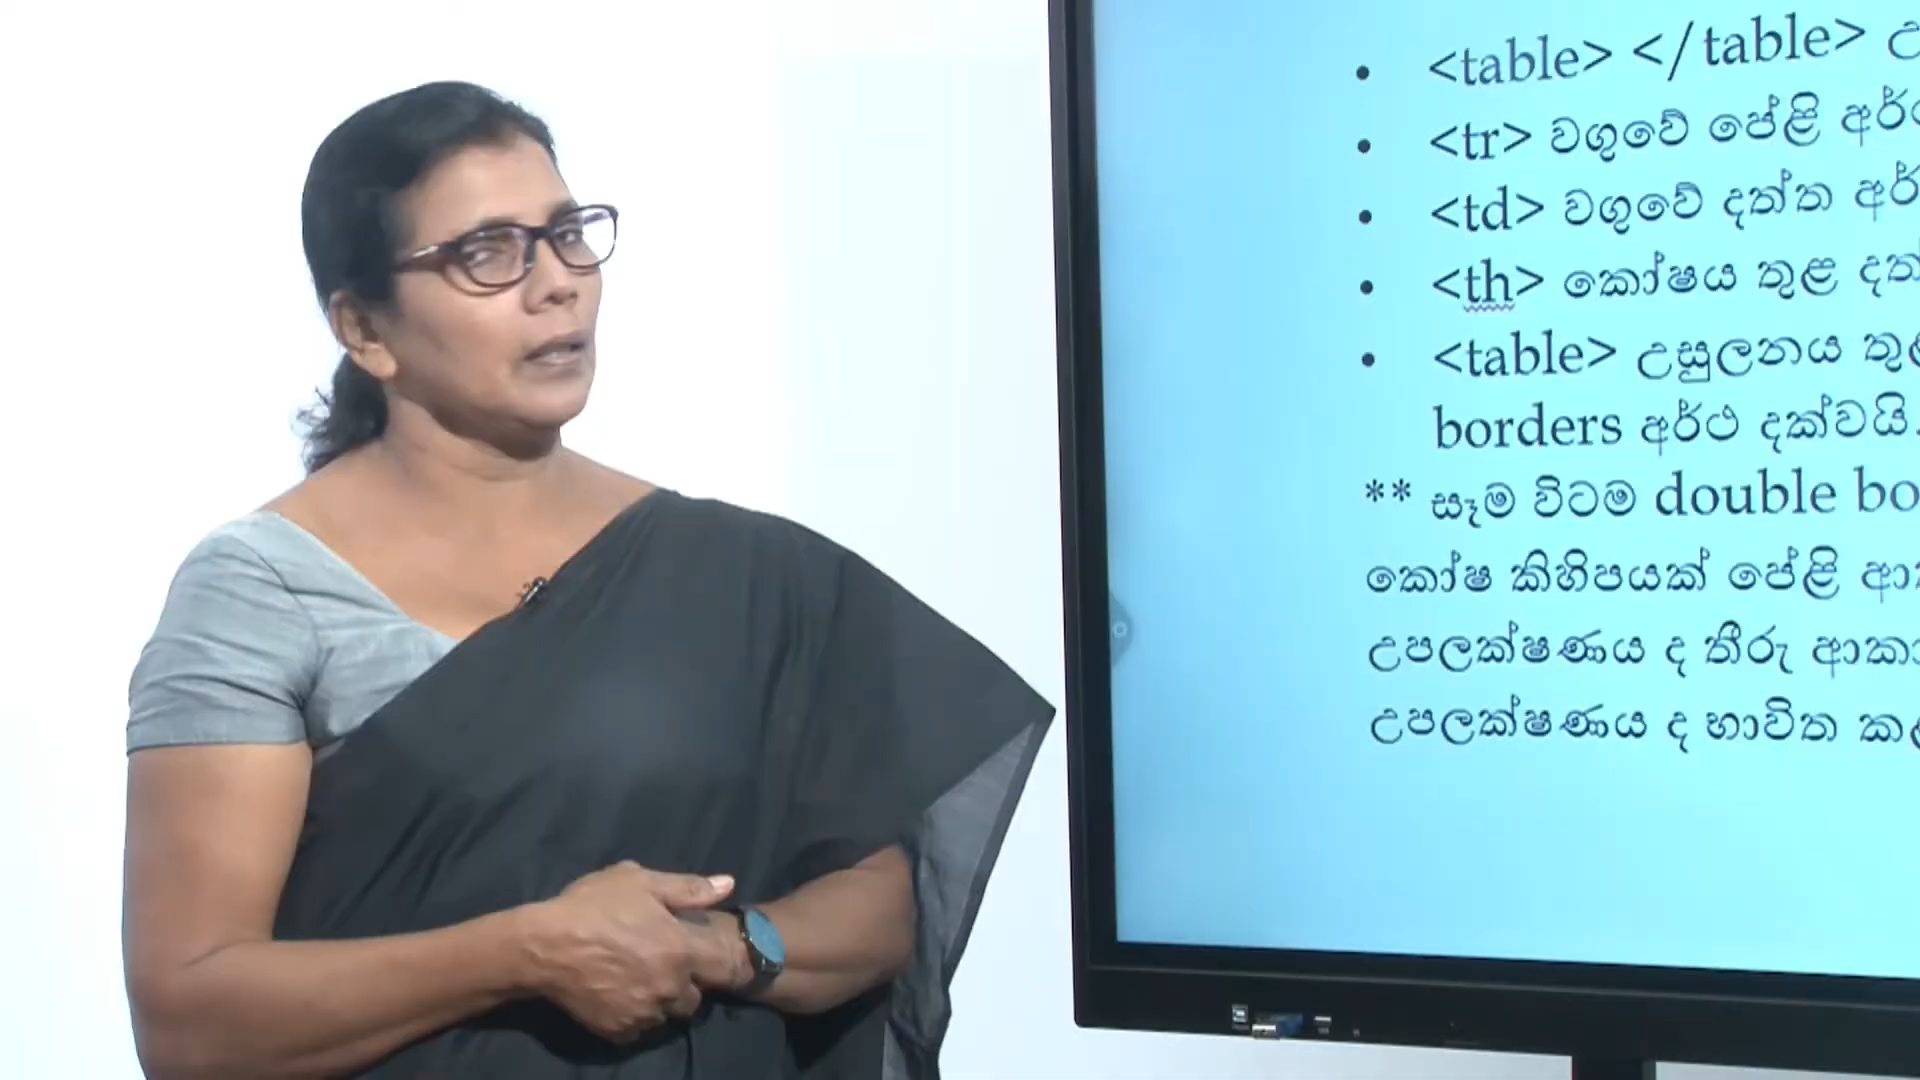 • <table> </table>
• <tr> වගුවේ පේළි
• <td> වගුවේ දත්ත
• <th> කෝෂය තුළ
• <table> උසුලනය
borders අර්ථ දක්වයි.
** සෑම විටම double
කෝෂ කිහිපයක් පේළි
උපලක්ෂණය ද තීරු
උපලක්ෂණය ද භාවිත